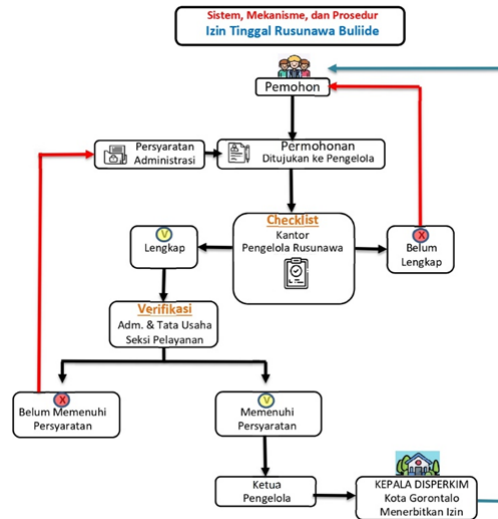 Sistem, Mekanisme, dan Prosedur
Izin Tinggal Rusunawa Buliide
Pemohon
Persyaratan
Administrasi
Permohonan
Ditujukan ke Pengelola
Checklist
Kantor
Pengelola Rusunawa
V
Lengkap
X
Belum
Lengkap
Verifikasi
Adm. & Tata Usaha
Seksi Pelayanan
X
Belum Memenuhi
Persyaratan
V
Memenuhi
Persyaratan
Ketua
Pengelola
KEPALA DISPERKIM
Kota Gorontalo
Menerbitkan Izin